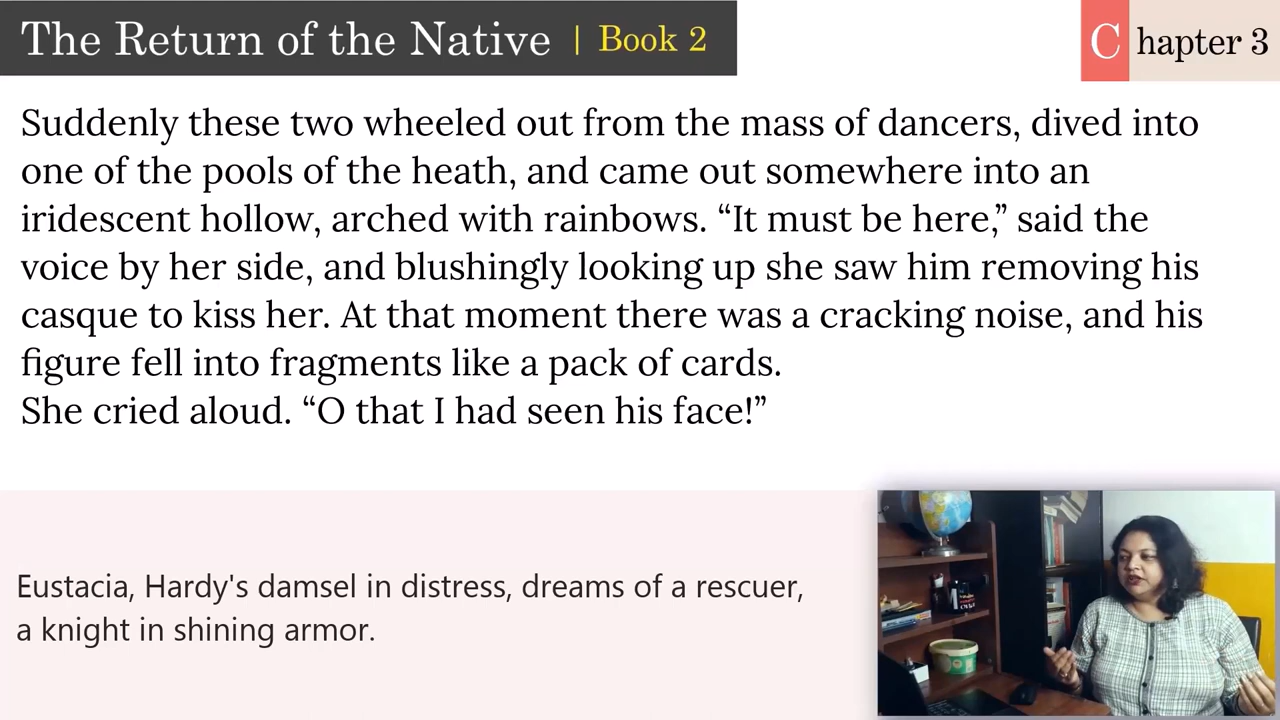 The Return of the Native | Book 2
Chapter 3
Suddenly these two wheeled out from the mass of dancers, dived into
one of the pools of the heath, and came out somewhere into an
iridescent hollow, arched with rainbows. “It must be here,” said the
voice by her side, and blushingly looking up she saw him removing his
casque to kiss her. At that moment there was a cracking noise, and his
figure fell into fragments like a pack of cards.
She cried aloud. “O that I had seen his face!”
Eustacia, Hardy's damsel in distress, dreams of a rescuer,
a knight in shining armor.